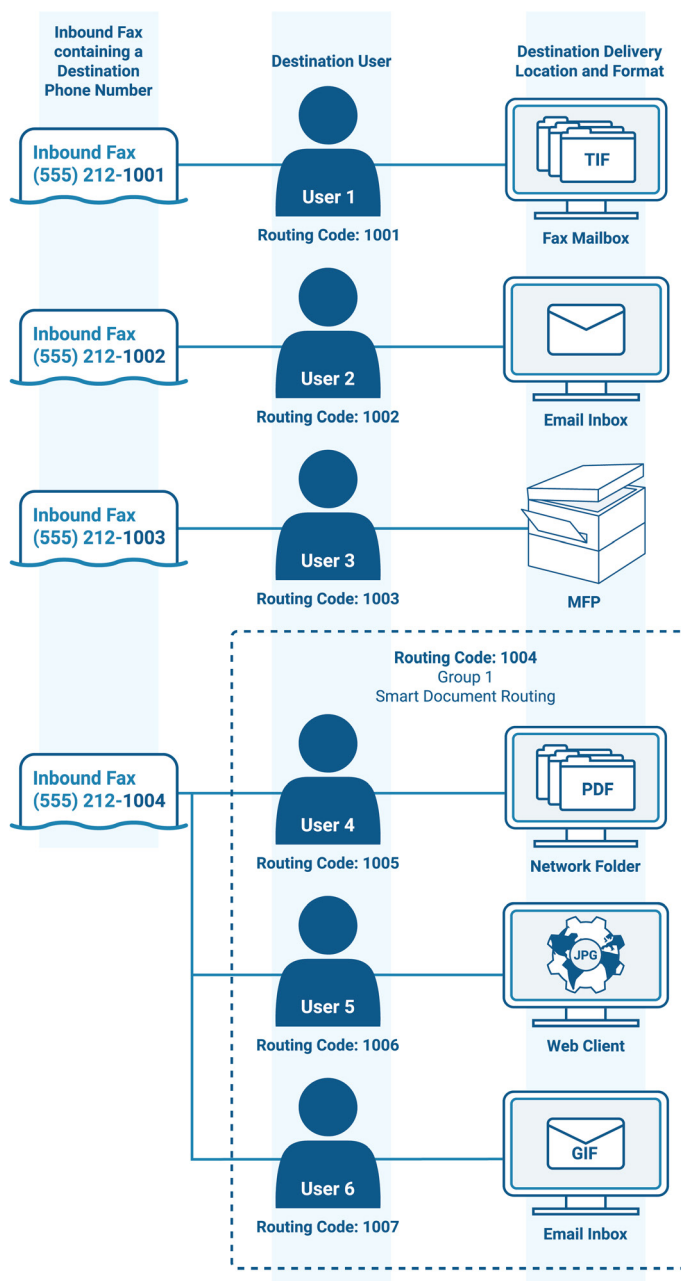 Inbound Fax
containing a
Destination
Phone Number
Destination User
Destination Delivery
Location and Format
Inbound Fax
(555) 212-1001
User 1
Routing Code: 1001
TIF
Fax Mailbox
Inbound Fax
(555) 212-1002
User 2
Routing Code: 1002
Email Inbox
Inbound Fax
(555) 212-1003
User 3
Routing Code: 1003
MFP
Routing Code: 1004
Group 1
Smart Document Routing
Inbound Fax
(555) 212-1004
User 4
Routing Code: 1005
PDF
Network Folder
User 5
Routing Code: 1006
JPG
Web Client
User 6
Routing Code: 1007
GIF
Email Inbox